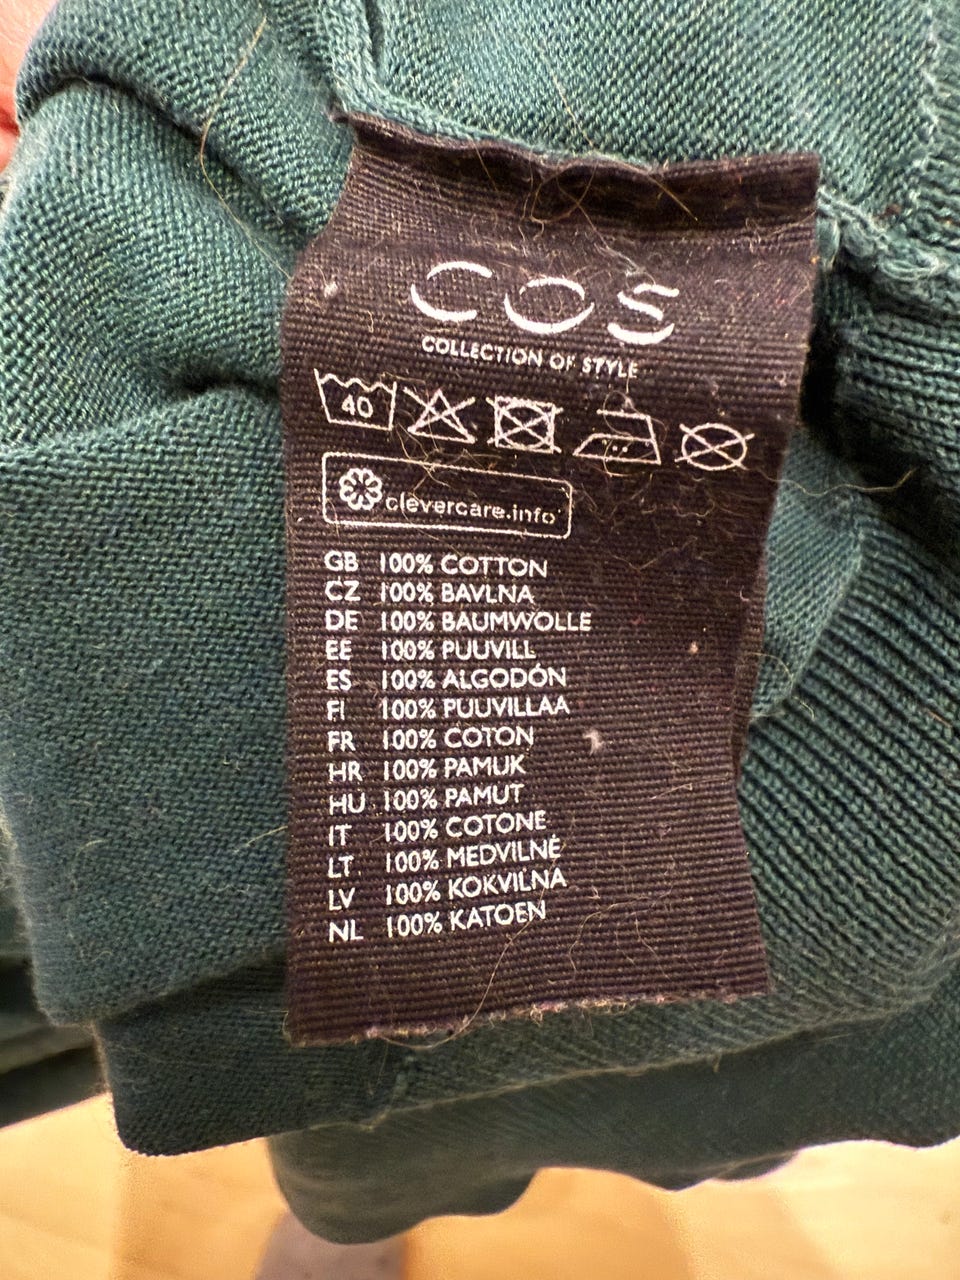 COS
COLLECTION OF STYLE
40
clevercare.info
GB 100% COTTON
CZ 100% BAVLNA
DE 100% BAUMWOLLE
EE 100% PUUVILL
ES 100% ALGODÓN
FI 100% PUUVILLAA
FR 100% COTON
HR 100% PAMUK
HU 100% PAMUT
IT 100% COTONE
LT 100% MEDVILNĖ
LV 100% KOKVILNA
NL 100% KATOEN